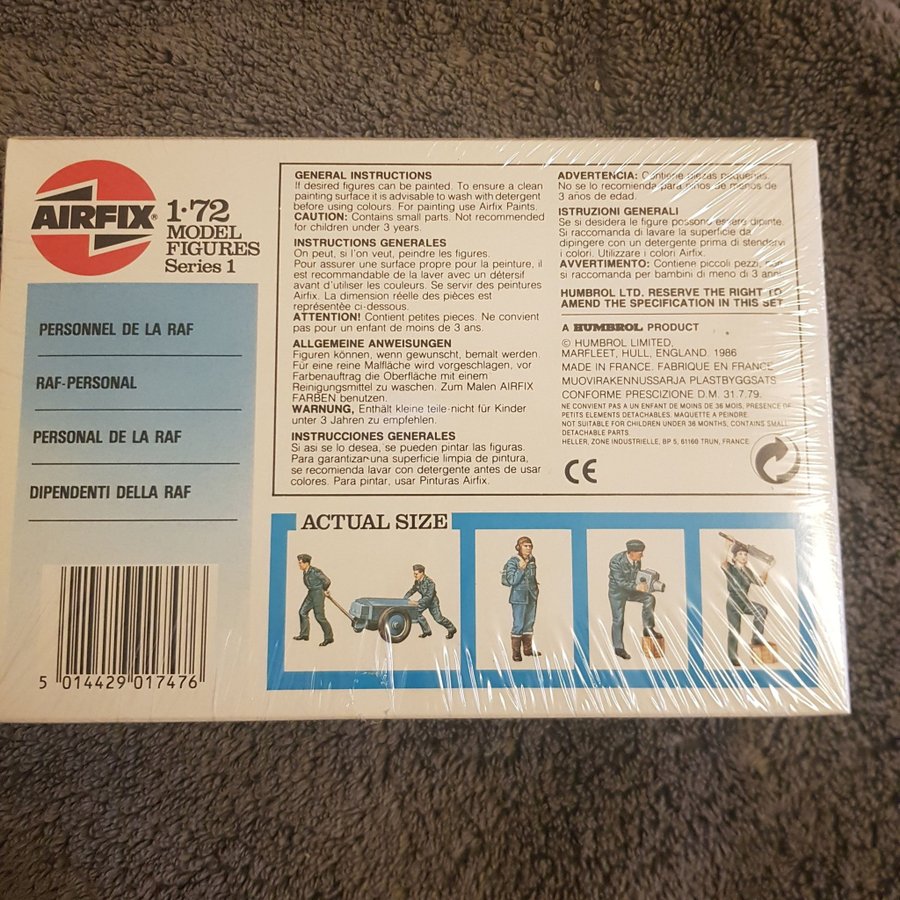 AIRFIX®
1·72
MODEL
FIGURES
Series 1
PERSONNEL DE LA RAF
RAF-PERSONAL
PERSONAL DE LA RAF
DIPENDENTI DELLA RAF
5 014429 017476
GENERAL INSTRUCTIONS
If desired figures can be painted. To ensure a clean
painting surface it is advisable to wash with detergent
before using colours. For painting use Airfix Paints.
CAUTION: Contains small parts. Not recommended
for children under 3 years.
INSTRUCTIONS GENERALES
On peut, si l'on veut, peindre les figures.
Pour assurer une surface propre pour la peinture, il
est recommandable de la laver avec un détersif
avant d'utiliser les couleurs. Se servir des peintures
Airfix. La dimension réelle des pièces est
représentée ci-dessous.
ATTENTION! Contient petites pieces. Ne convient
pas pour un enfant de moins de 3 ans.
ALLGEMEINE ANWEISUNGEN
Figuren können, wenn gewunscht, bemalt werden.
Für eine reine Malfläche wird vorgeschlagen, vor
Farbenauftrag die Oberfläche mit einem
Reinigungsmittel zu waschen. Zum Malen AIRFIX
FARBEN benutzen.
WARNUNG, Enthält kleine teile-nicht für Kinder
unter 3 Jahren zu empfehlen.
INSTRUCCIONES GENERALES
Si asi se lo desea, se pueden pintar las figuras.
Para garantizar una superficie limpia de pintura,
se recomienda lavar con detergente antes de usar
colores. Para pintar, usar Pinturas Airfix.
ADVERTENCIA: Contiene piezas pequeñas.
No se lo recomienda para niños de menos de
3 años de edad.
ISTRUZIONI GENERALI
Se si desidera le figure possono essere dipinte.
Si raccomanda di lavare la superficie da
dipingere con un detergente prima di stendervi
i colori. Utilizzare i colori Airfix.
AVVERTIMENTO: Contiene piccoli pezzi, non
si raccomanda per bambini di meno di 3 anni.
HUMBROL LTD. RESERVE THE RIGHT TO
AMEND THE SPECIFICATION IN THIS SET
A HUMBROL PRODUCT
© HUMBROL LIMITED,
MARFLEET, HULL, ENGLAND. 1986
MADE IN FRANCE. FABRIQUE EN FRANCE
MUOVIRAKENNUSSARJA PLASTBYGGSATS
CONFORME PRESCIZIONE D.M. 31.7.79.
NE CONVIENT PAS A UN ENFANT DE MOINS DE 36 MOIS, PRESENCE DE
PETITS ELEMENTS DETACHABLES. MAQUETTE A PEINDRE.
NOT SUITABLE FOR CHILDREN UNDER 36 MONTHS, CONTAINS SMALL
DETACHABLE PARTS.
HELLER, ZONE INDUSTRIELLE, BP 5, 61160 TRUN, FRANCE
CE
ACTUAL SIZE